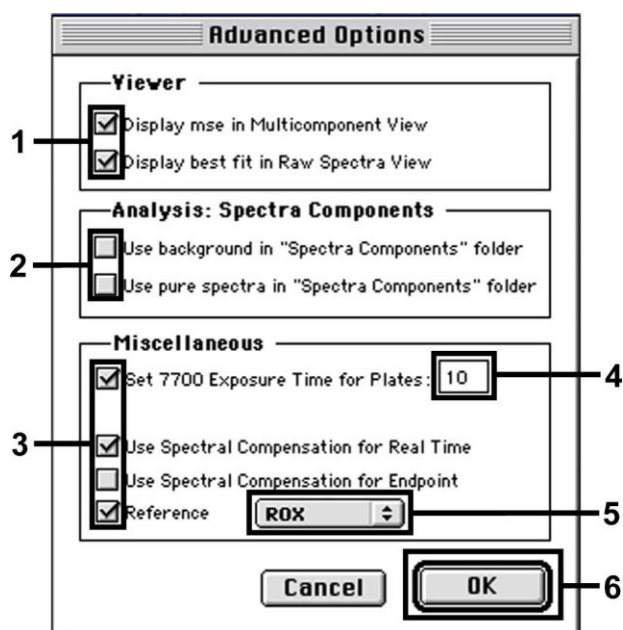 Advanced Options
Viewer
1
Display mse in Multicomponent View
Display best fit in Raw Spectra View
Analysis: Spectra Components
2
Use background in "Spectra Components" folder
Use pure spectra in "Spectra Components" folder
Miscellaneous
Set 7700 Exposure Time for Plates: 10
4
3
Use Spectral Compensation for Real Time
Use Spectral Compensation for Endpoint
Reference ROX
5
Cancel OK
6